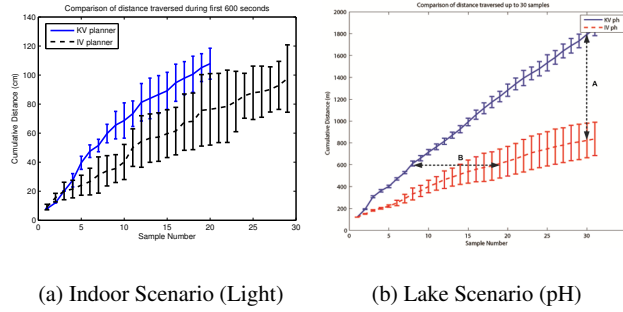 Comparison of distance traversed during first 600 seconds
KV planner
IV planner
Cumulative Distance (cm)
140
120
100
80
60
40
20
0
0 5 10 15 20 25 30
Sample Number
(a) Indoor Scenario (Light)
Comparison of distance traversed up to 30 samples
KV ph
IV ph
Cumulative Distance (m)
2000
1800
1600
1400
1200
1000
800
600
400
200
0 5 10 15 20 25 30
Sample Number
A
B
(b) Lake Scenario (pH)